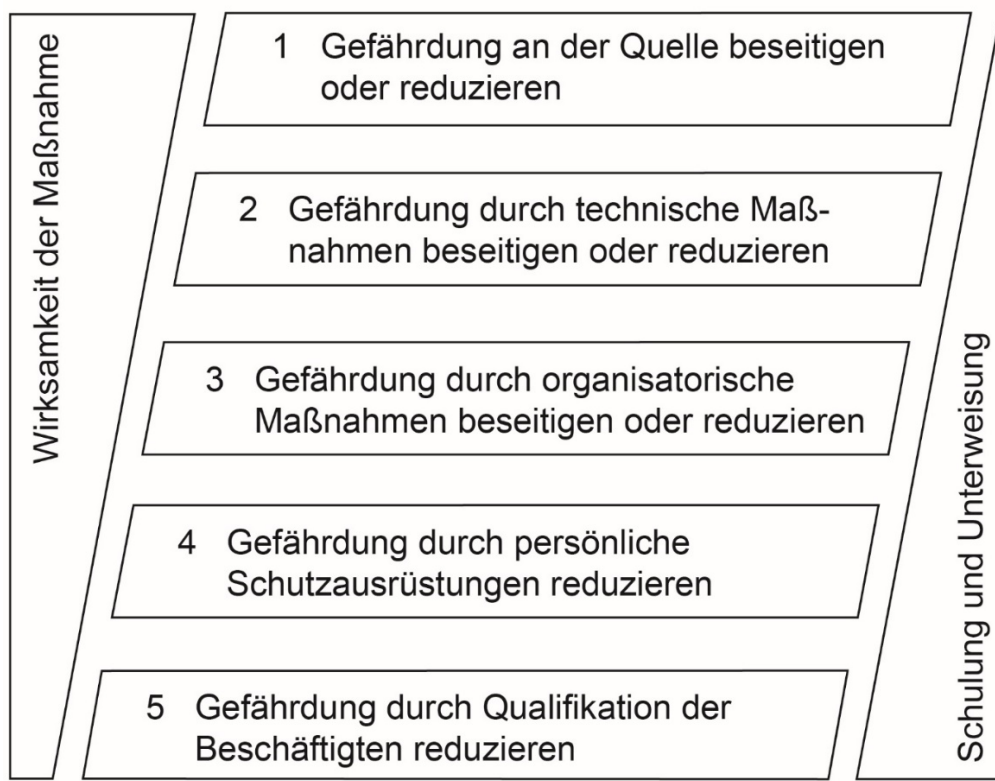 Wirksamkeit der Maßnahme
1 Gefährdung an der Quelle beseitigen
oder reduzieren
2 Gefährdung durch technische Maß-
nahmen beseitigen oder reduzieren
3 Gefährdung durch organisatorische
Maßnahmen beseitigen oder reduzieren
4 Gefährdung durch persönliche
Schutzausrüstungen reduzieren
5 Gefährdung durch Qualifikation der
Beschäftigten reduzieren
Schulung und Unterweisung